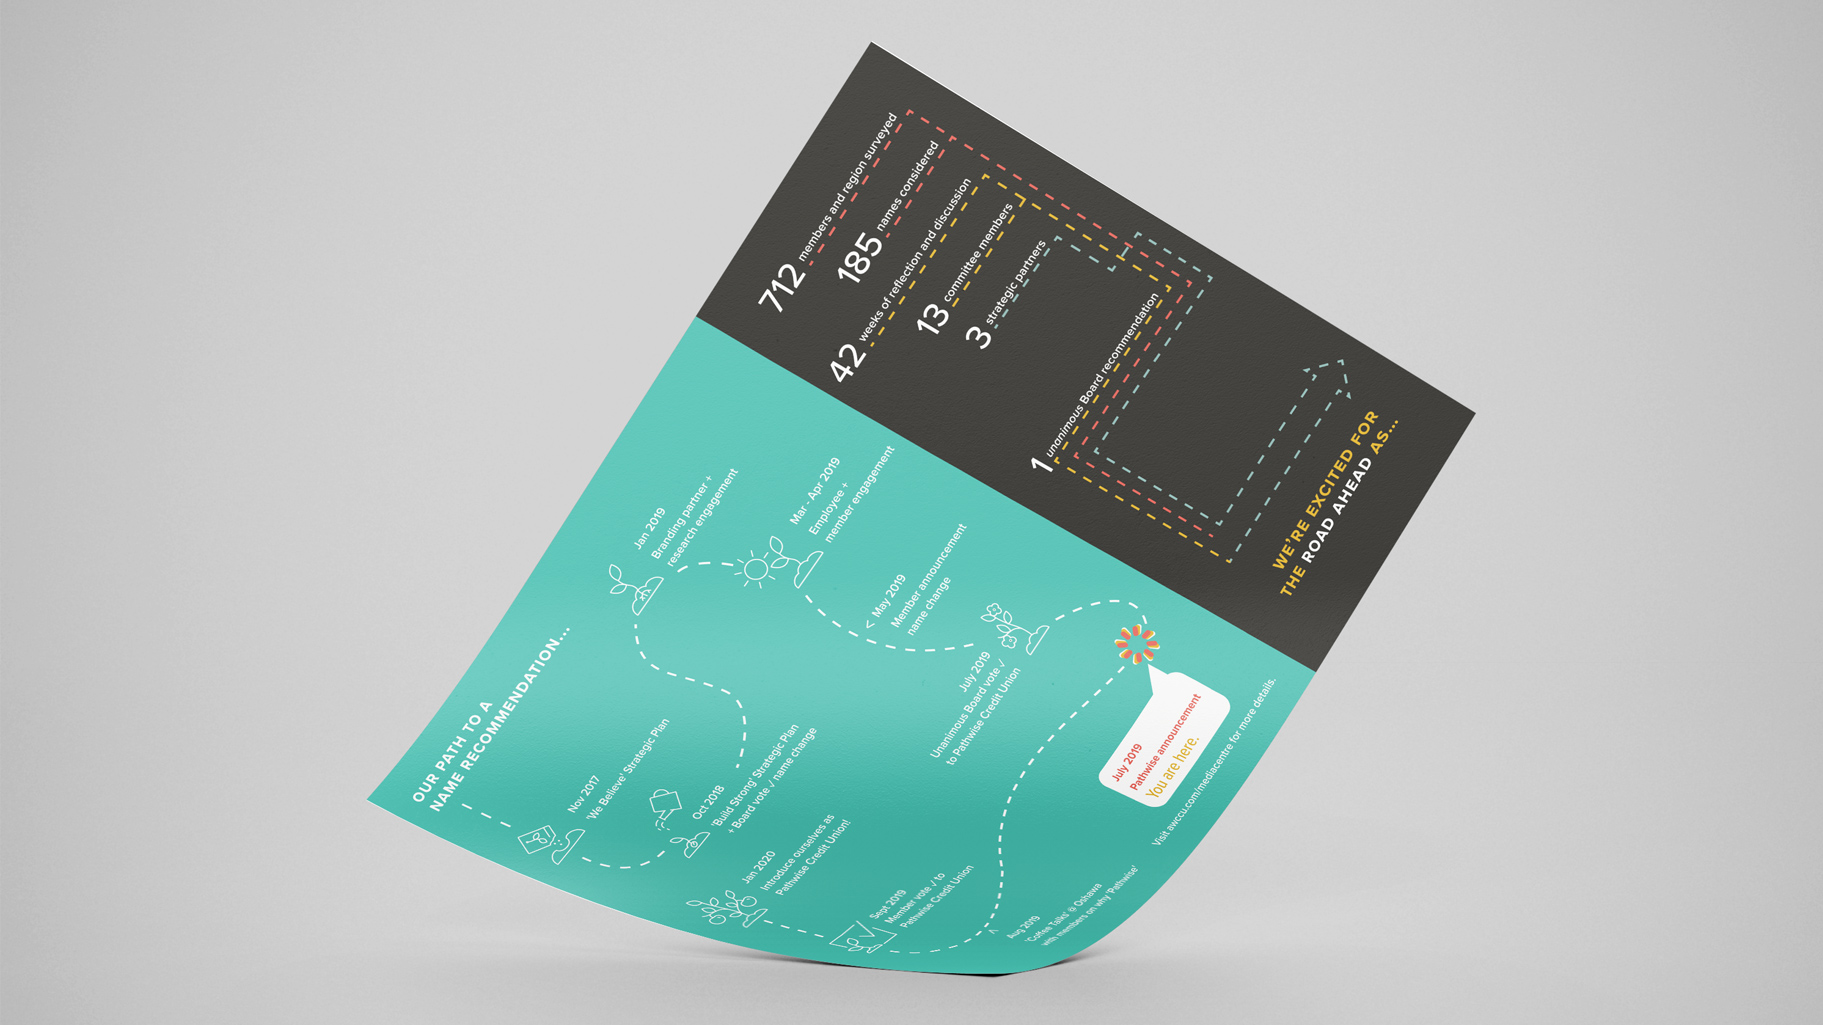 712 members and region surveyed
185 names considered
42 weeks of reflection and discussion
13 committee members
3 strategic partners
1 unanimous Board recommendation
WE'RE EXCITED FOR
THE ROAD AHEAD AS...
OUR PATH TO A
NAME RECOMMENDATION...
Nov 2017
'We Believe' Strategic Plan
Oct 2018
'Build Strong' Strategic Plan
+ Board vote √ name change
Jan 2019
Branding partner +
research engagement
Mar - Apr 2019
Employee +
member engagement
< May 2019
Member announcement
name change
July 2019
Unanimous Board vote √
to Pathwise Credit Union
July 2019
Pathwise announcement
You are here.
Aug 2019
'Coffee Talks' @ Oshawa
with members on why 'Pathwise'
Sept 2019
Member vote √ to
Pathwise Credit Union
Jan 2020
Introduce ourselves as
Pathwise Credit Union!
Visit awccu.com/mediacentre for more details.